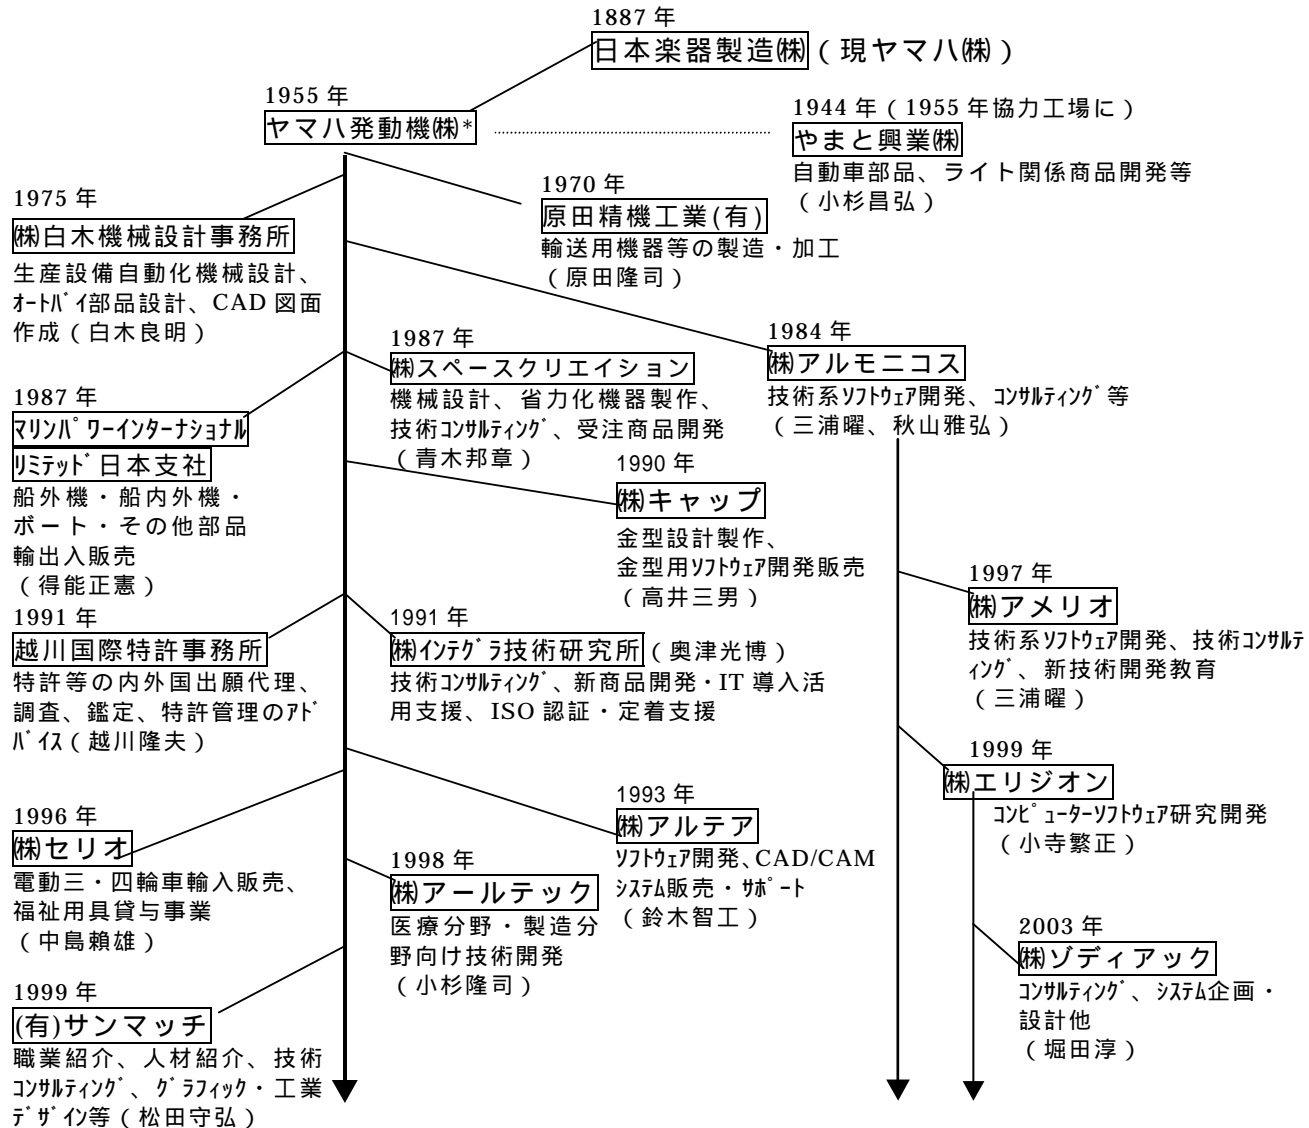 1887 年
日本楽器製造㈱(現ヤマハ㈱)
1955 年
ヤマハ発動機㈱*
1944 年(1955 年協力工場に)
やまと興業㈱
自動車部品、ライト関係商品開発等
(小杉昌弘)
1970 年
原田精機工業(有)
輸送用機器等の製造・加工
(原田隆司)
1975 年
㈱白木機械設計事務所
生産設備自動化機械設計、
オートバイ部品設計、CAD 図面
作成(白木良明)
1984 年
㈱アルモニコス
技術系ソフトウェア開発、コンサルティング等
(三浦曜、秋山雅弘)
1987 年
㈱スペースクリエイション
機械設計、省力化機器製作、
技術コンサルティング、受注商品開発
(青木邦章)
1987 年
マリンパワーインターナショナル
リミテッド日本支社
船外機・船内外機・
ボート・その他部品
輸出入販売
(得能正憲)
1990 年
㈱キャップ
金型設計製作、
金型用ソフトウェア開発販売
(高井三男)
1997 年
㈱アメリオ
技術系ソフトウェア開発、技術コンサルテ
ィング、新技術開発教育
(三浦曜)
1991 年
越川国際特許事務所
特許等の内外国出願代理、
調査、鑑定、特許管理のアド
バイス(越川隆夫)
1991 年
㈱インテグラ技術研究所(奥津光博)
技術コンサルティング、新商品開発・IT 導入活
用支援、ISO 認証・定着支援
1999 年
㈱エリジオン
コンピューターソフトウェア研究開発
(小寺繁正)
1993 年
㈱アルテア
ソフトウェア開発、CAD/CAM
システム販売・サポート
(鈴木智工)
1996 年
㈱セリオ
電動三・四輪車輸入販売、
福祉用具貸与事業
(中島頼雄)
1998 年
㈱アールテック
医療分野・製造分
野向け技術開発
(小杉隆司)
2003 年
㈱ゾディアック
コンサルティング、システム企画・
設計他
(堀田淳)
1999 年
(有)サンマッチ
職業紹介、人材紹介、技術
コンサルティング、グラフィック・工業
デザイン等(松田守弘)